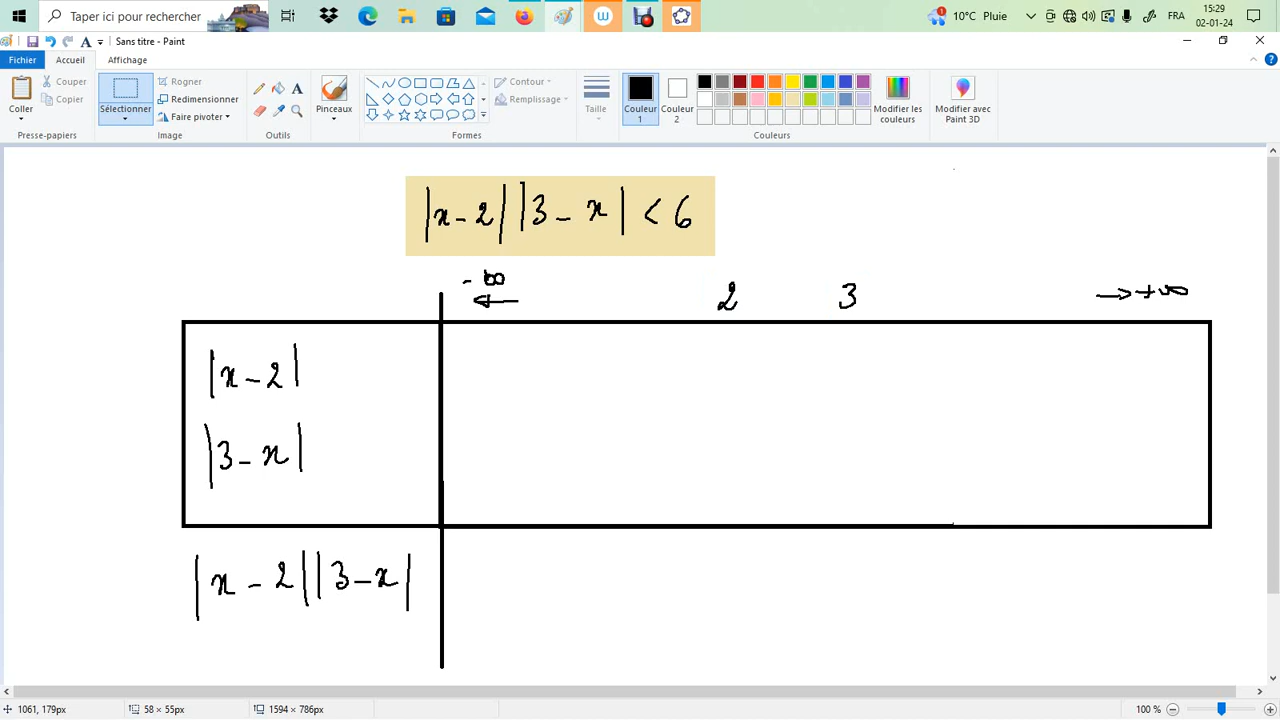 Taper ici pour rechercher
10°C Pluie
FRA
15:29
02-01-24
Sans titre - Paint
Fichier
Accueil
Affichage
Coller
Couper
Copier
Presse-papiers
Sélectionner
Rogner
Redimensionner
Faire pivoter
Image
A
Outils
Pinceaux
Contour
Remplissage
Formes
Taille
Couleur 1
Couleur 2
Modifier les couleurs
Couleurs
Modifier avec Paint 3D
|x-2||3-x| < 6
-∞ 2 3 →+∞
←
|x-2|
|3-x|
|x-2||3-x|
1061, 179px
58 × 55px
1594 × 786px
100 %